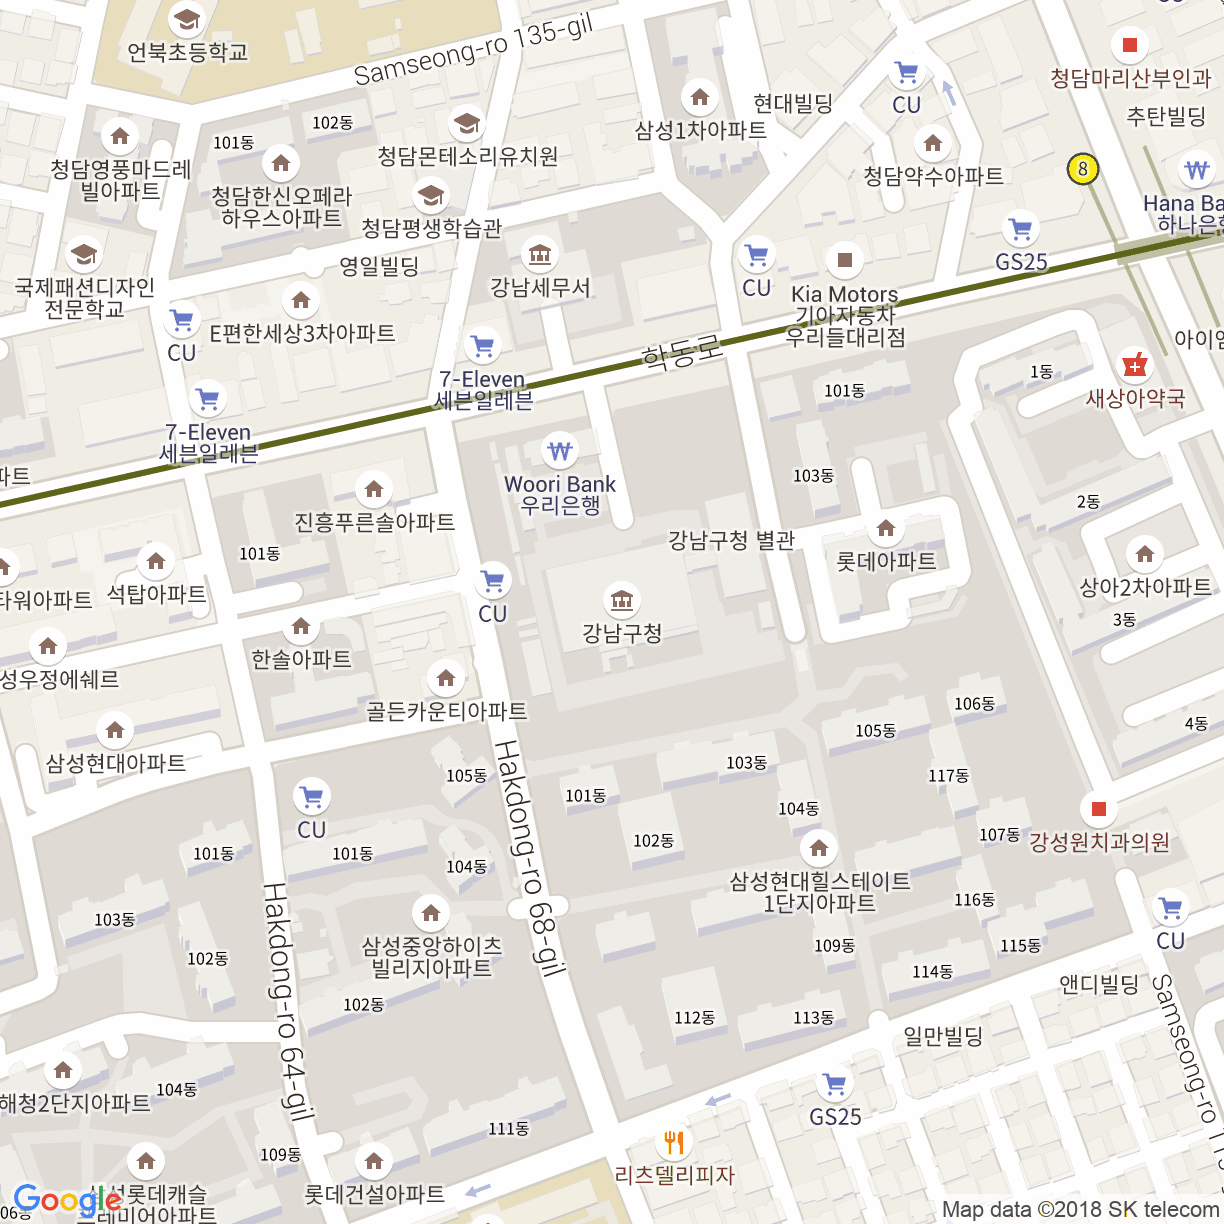 언북초등학교
Samseong-ro 135-gil
청담마리산부인과
CU
현대빌딩
추탄빌딩
101동
102동
삼성1차아파트
청담몬테소리유치원
청담영풍마드레
빌아파트
청담한신오페라
하우스아파트
청담약수아파트
8
Hana Ba
하나은행
청담평생학습관
영일빌딩
강남세무서
GS25
CU
국제패션디자인
전문학교
Kia Motors
기아자동차
우리들대리점
E편한세상3차아파트
CU
학동로
아이엠
7-Eleven
세븐일레븐
1동
101동
새상아약국
7-Eleven
세븐일레븐
파트
Woori Bank
우리은행
103동
2동
진흥푸른솔아파트
강남구청 별관
101동
롯데아파트
석탑아파트
타워아파트
상아2차아파트
CU
강남구청
3동
한솔아파트
성우정에쉐르
골든카운티아파트
106동
4동
105동
삼성현대아파트
Hakdong-ro 68-gil
105동
103동
117동
101동
104동
CU
107동
강성원치과의원
102동
101동
101동
104동
삼성현대힐스테이트
1단지아파트
116동
Hakdong-ro 64-gil
103동
삼성중앙하이츠
빌리지아파트
109동
115동
CU
102동
114동
앤디빌딩
102동
112동
113동
일만빌딩
Samseong-ro 11
해청2단지아파트
104동
GS25
111동
109동
리츠델리피자
롯데건설아파트
삼성롯데캐슬
프레미어아파트
06동
Google
Map data ©2018 SK telecom